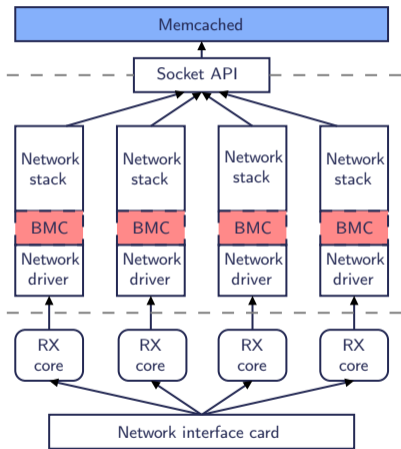 Memcached
Socket API
Network
stack
Network
stack
Network
stack
Network
stack
BMC
BMC
BMC
BMC
Network
driver
Network
driver
Network
driver
Network
driver
RX
core
RX
core
RX
core
RX
core
Network interface card